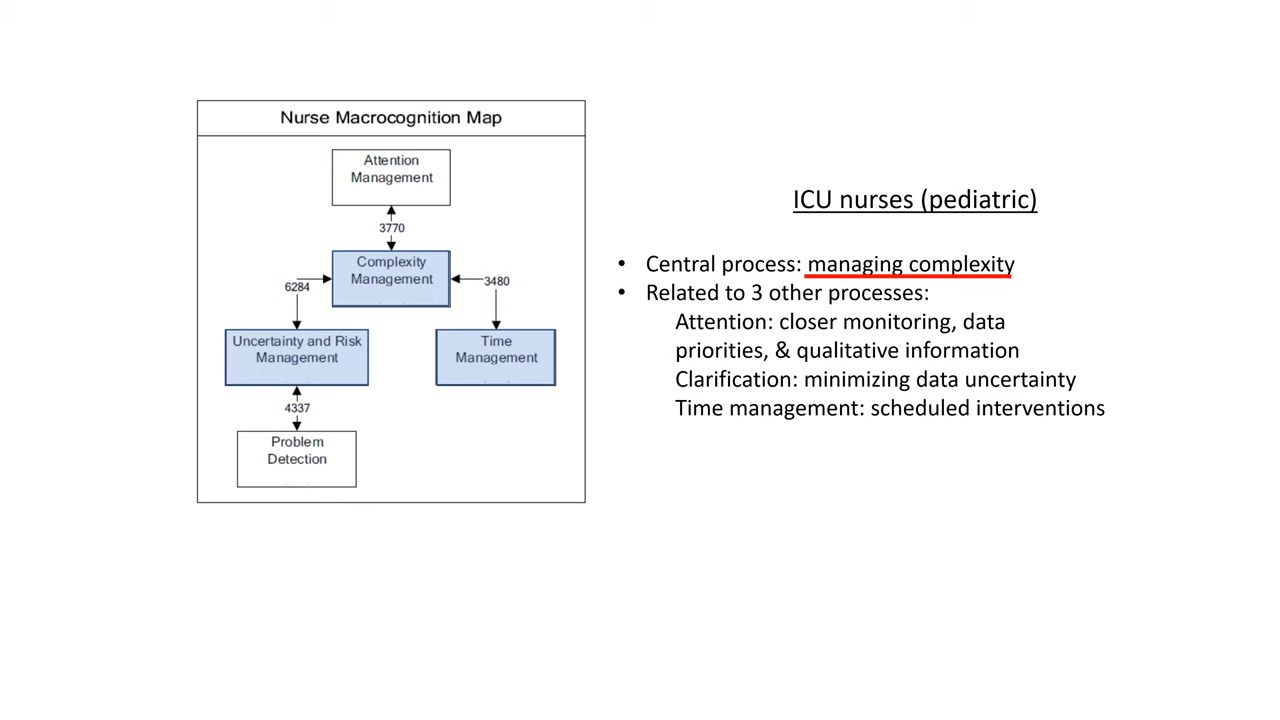 Nurse Macrocognition Map
Attention
Management
3770
Complexity
Management
6284
3480
Uncertainty and Risk
Management
Time
Management
4337
Problem
Detection
ICU nurses (pediatric)
• Central process: managing complexity
• Related to 3 other processes:
Attention: closer monitoring, data
priorities, & qualitative information
Clarification: minimizing data uncertainty
Time management: scheduled interventions